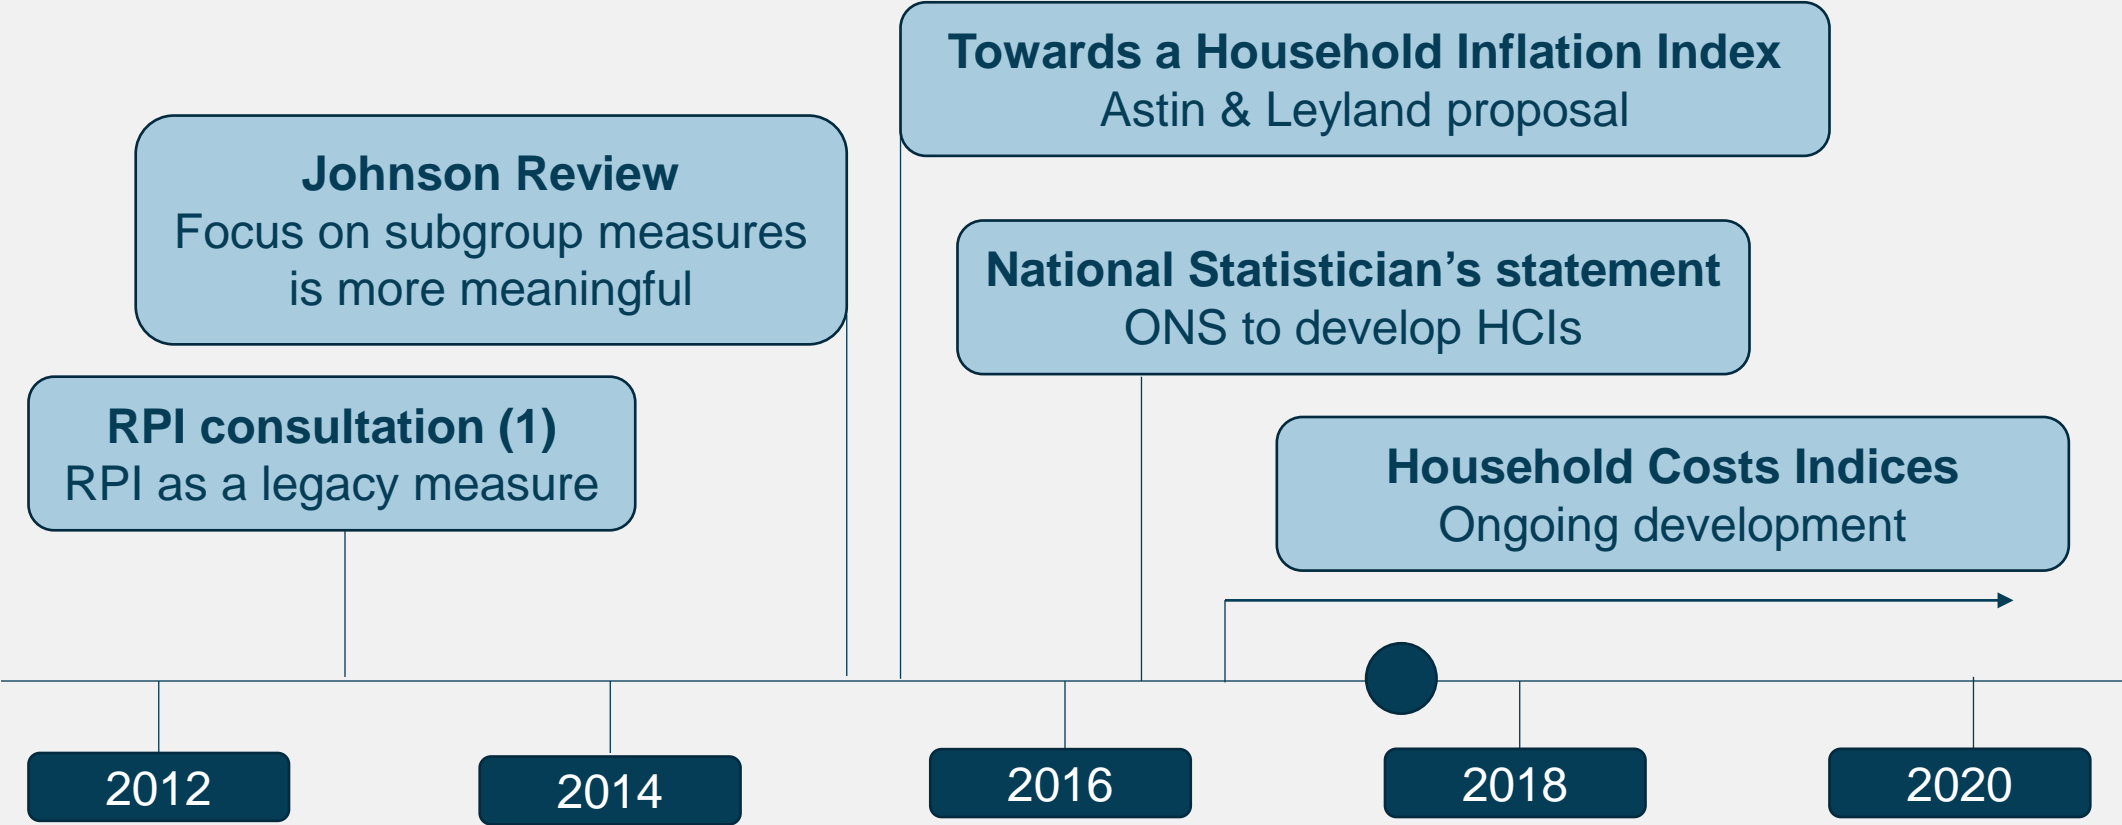 Towards a Household Inflation Index
Astin & Leyland proposal
Johnson Review
Focus on subgroup measures
is more meaningful
National Statistician’s statement
ONS to develop HCIs
RPI consultation (1)
RPI as a legacy measure
Household Costs Indices
Ongoing development
2012
2014
2016
2018
2020